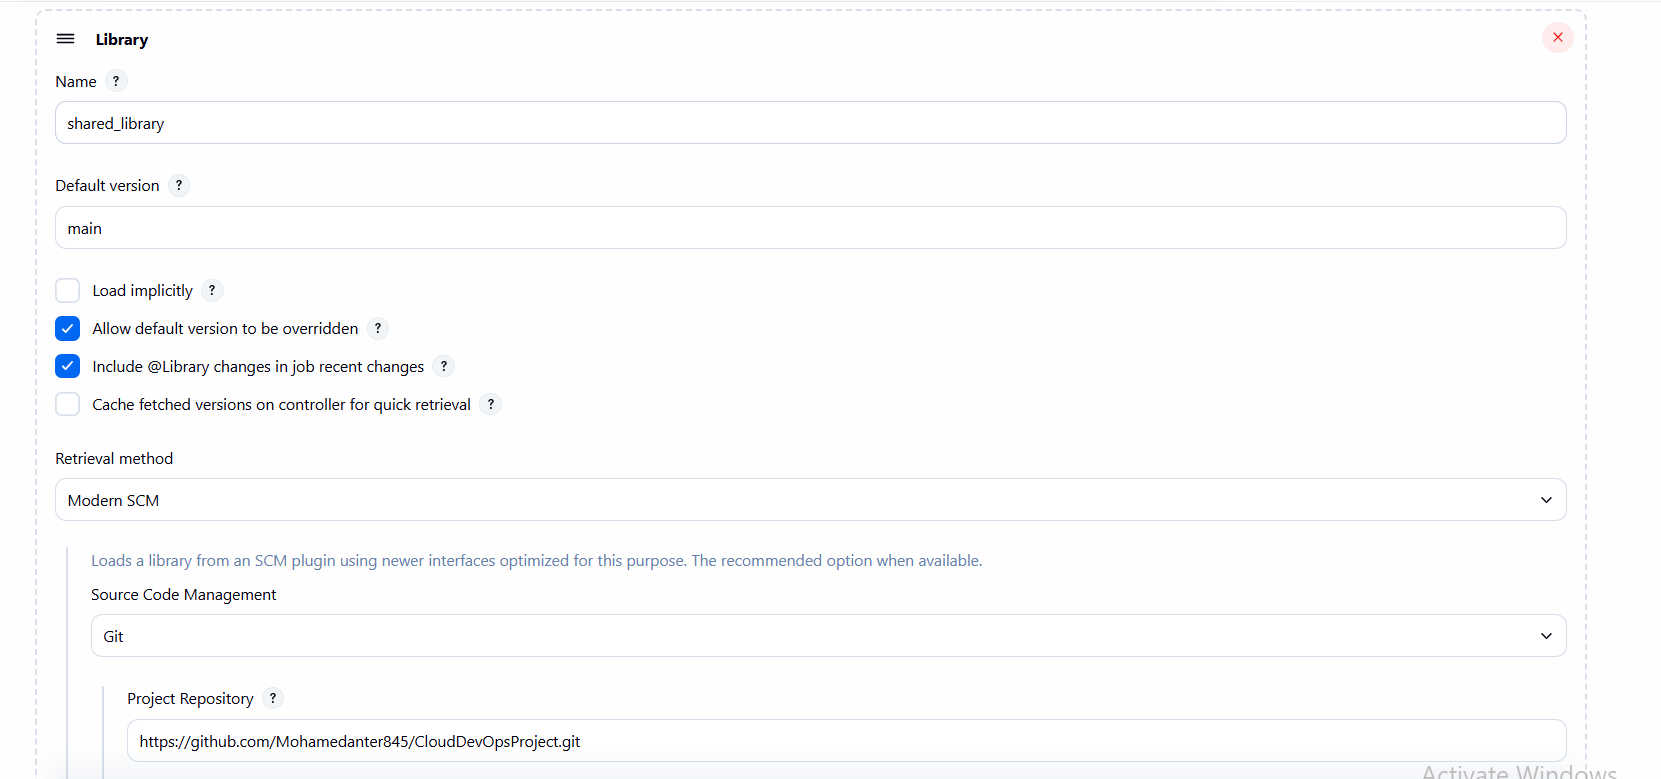 Library
Name ?
shared_library
Default version ?
main
Load implicitly ?
Allow default version to be overridden ?
Include @Library changes in job recent changes ?
Cache fetched versions on controller for quick retrieval ?
Retrieval method
Modern SCM
Loads a library from an SCM plugin using newer interfaces optimized for this purpose. The recommended option when available.
Source Code Management
Git
Project Repository ?
https://github.com/Mohamedanter845/CloudDevOpsProject.git
Activate Windows